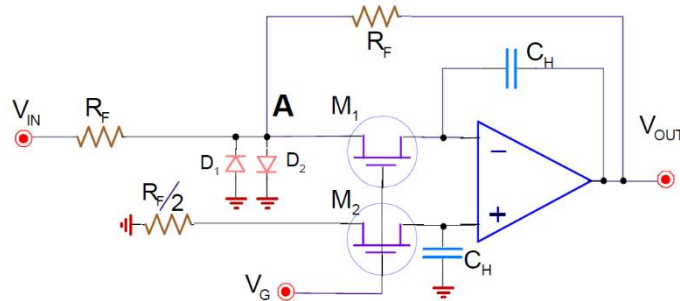 R_F
C_H
A
M_1
V_IN
R_F
V_OUT
D_1
D_2
−
R_F/2
M_2
+
C_H
V_G